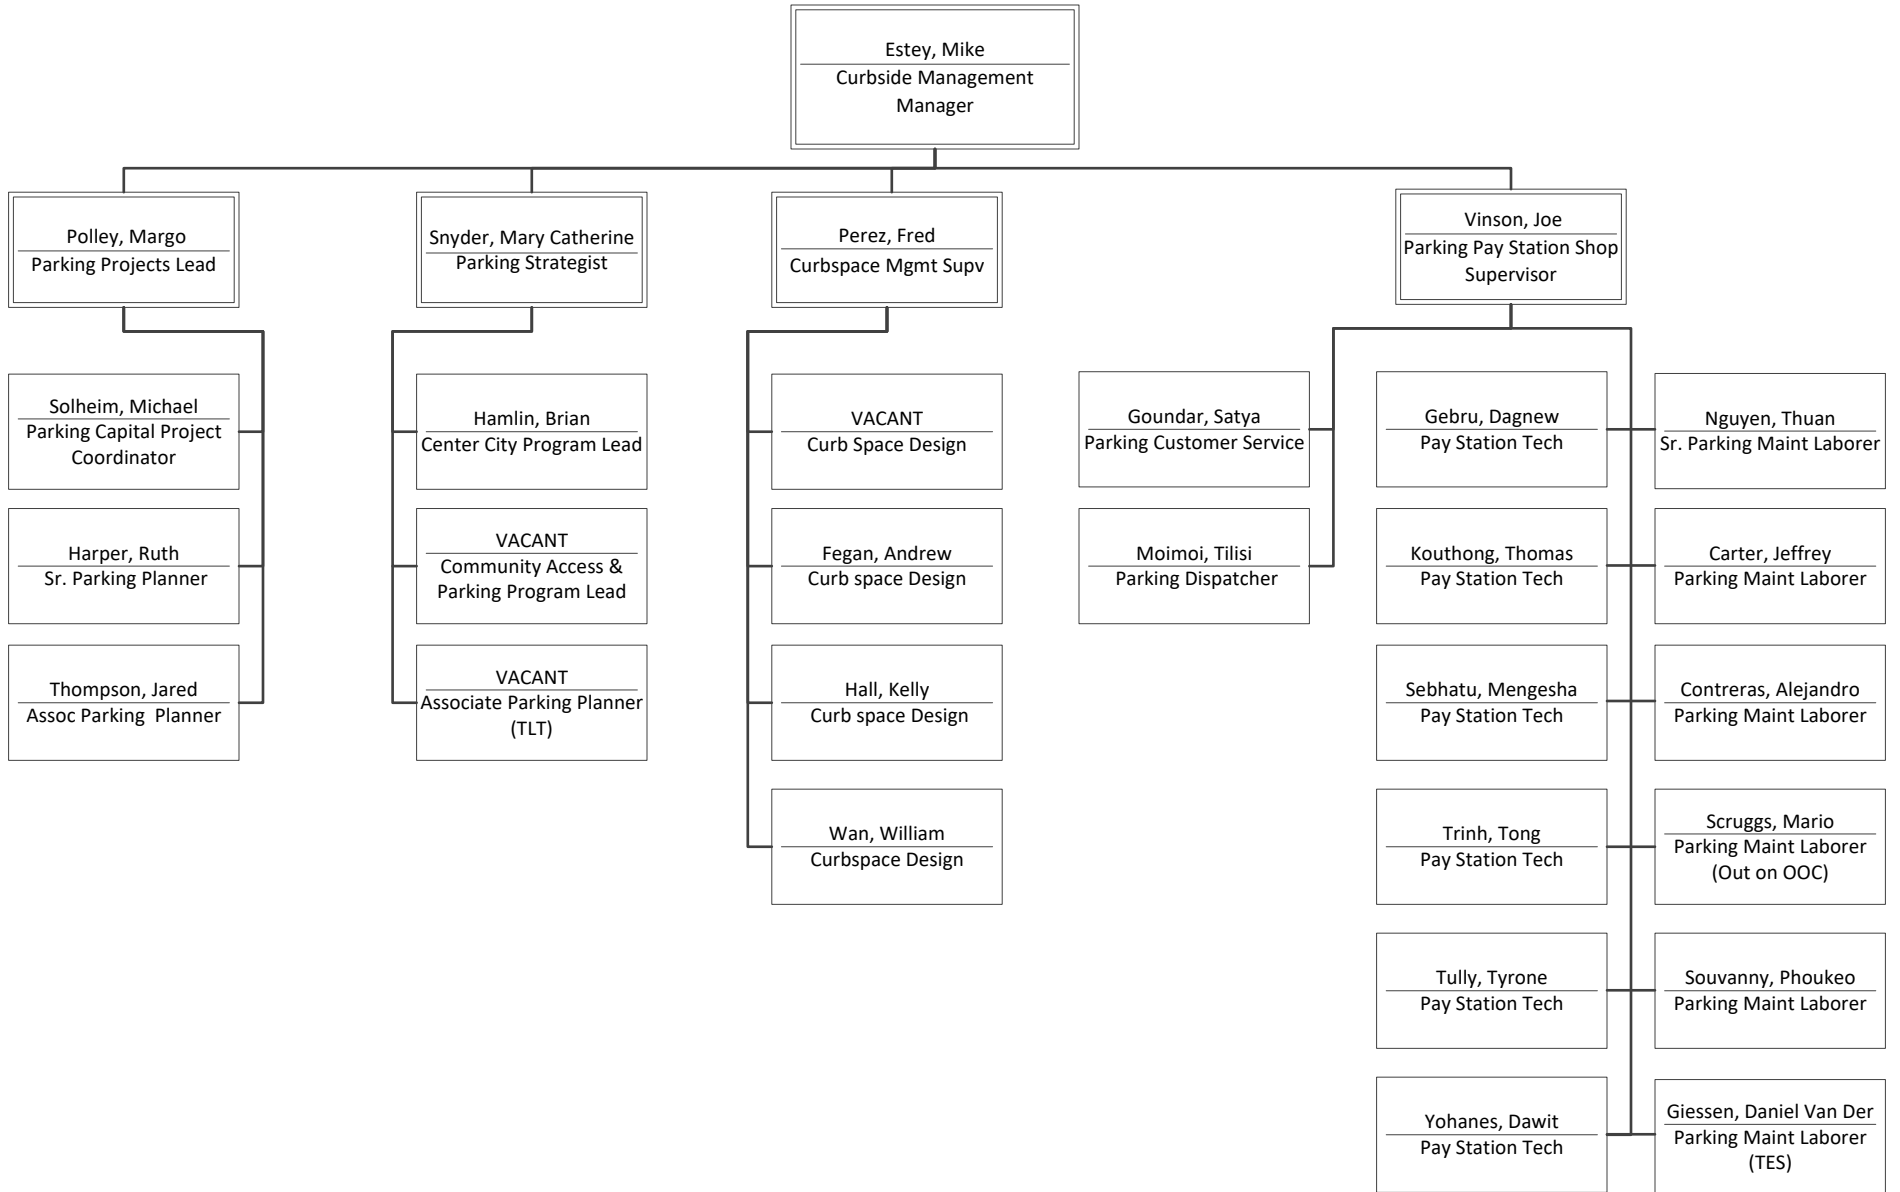 Estey, Mike
Curbside Management
Manager
Polley, Margo
Parking Projects Lead
Snyder, Mary Catherine
Parking Strategist
Perez, Fred
Curbspace Mgmt Supv
Vinson, Joe
Parking Pay Station Shop
Supervisor
Solheim, Michael
Parking Capital Project
Coordinator
Harper, Ruth
Sr. Parking Planner
Thompson, Jared
Assoc Parking  Planner
Hamlin, Brian
Center City Program Lead
VACANT
Community Access &
Parking Program Lead
VACANT
Associate Parking Planner
(TLT)
VACANT
Curb Space Design
Fegan, Andrew
Curb space Design
Hall, Kelly
Curb space Design
Wan, William
Curbspace Design
Goundar, Satya
Parking Customer Service
Moimoi, Tilisi
Parking Dispatcher
Gebru, Dagnew
Pay Station Tech
Kouthong, Thomas
Pay Station Tech
Sebhatu, Mengesha
Pay Station Tech
Trinh, Tong
Pay Station Tech
Tully, Tyrone
Pay Station Tech
Yohanes, Dawit
Pay Station Tech
Nguyen, Thuan
Sr. Parking Maint Laborer
Carter, Jeffrey
Parking Maint Laborer
Contreras, Alejandro
Parking Maint Laborer
Scruggs, Mario
Parking Maint Laborer
(Out on OOC)
Souvanny, Phoukeo
Parking Maint Laborer
Giessen, Daniel Van Der
Parking Maint Laborer
(TES)